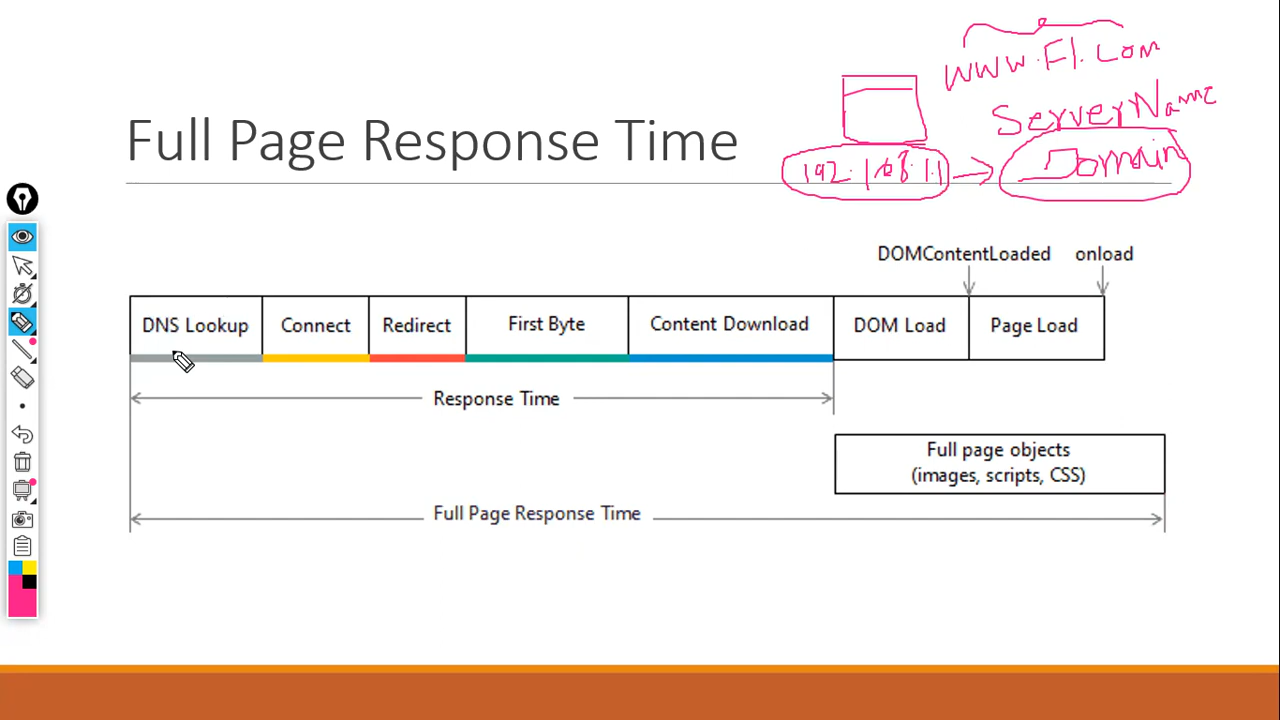 www.F1.com
ServerName
Full Page Response Time
192.168.1.1
Domain
DOMContentLoaded onload
DNS Lookup Connect Redirect First Byte Content Download DOM Load Page Load
Response Time
Full page objects
(images, scripts, CSS)
Full Page Response Time